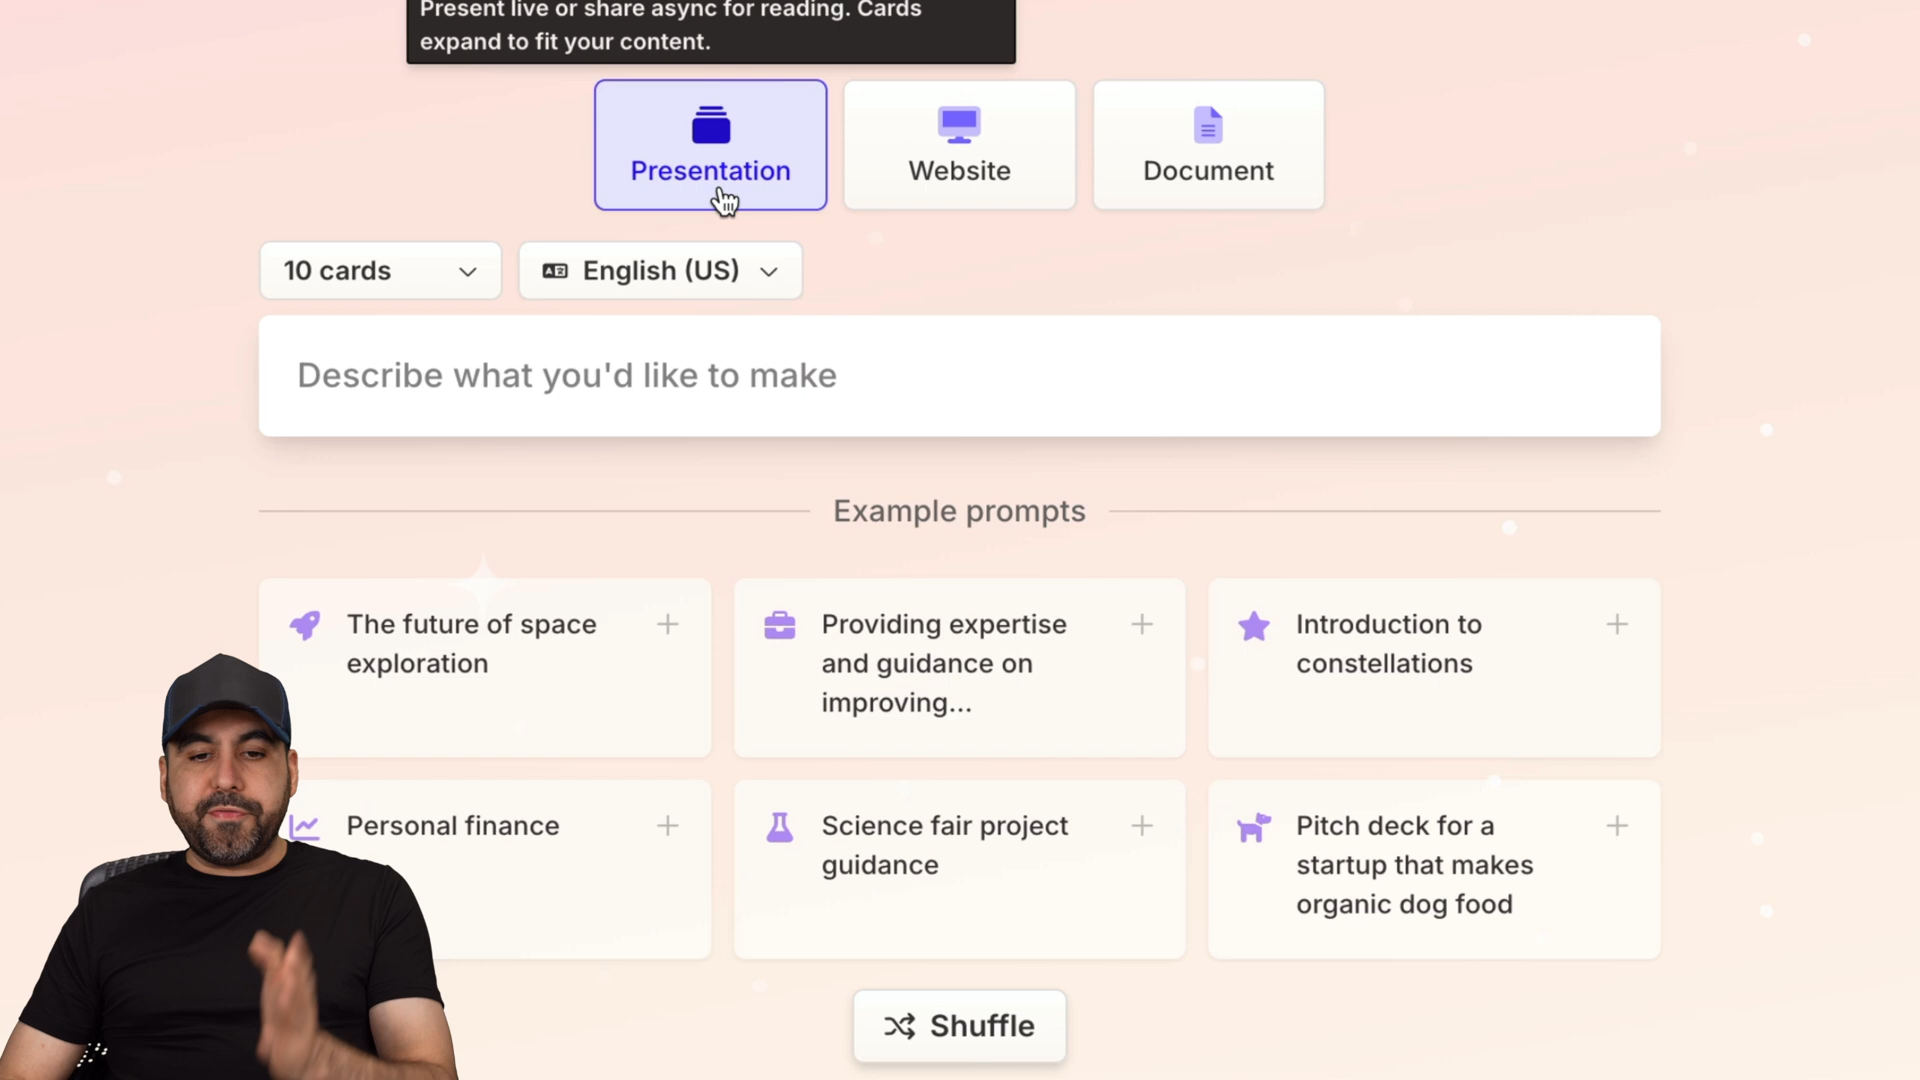 Present live or share async for reading. Cards
expand to fit your content.
Presentation
Website
Document
10 cards
English (US)
Describe what you'd like to make
Example prompts
The future of space
exploration
Providing expertise
and guidance on
improving...
Introduction to
constellations
Personal finance
Science fair project
guidance
Pitch deck for a
startup that makes
organic dog food
Shuffle